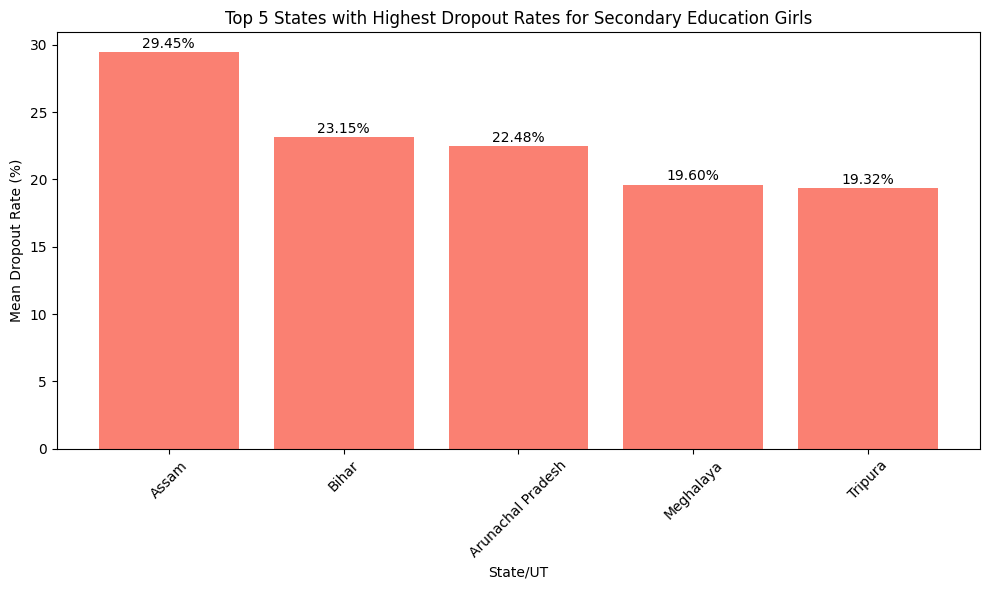 Top 5 States with Highest Dropout Rates for Secondary Education Girls
Mean Dropout Rate (%)
30
25
20
15
10
5
0
29.45%
23.15%
22.48%
19.60%
19.32%
Assam
Bihar
Arunachal Pradesh
Meghalaya
Tripura
State/UT